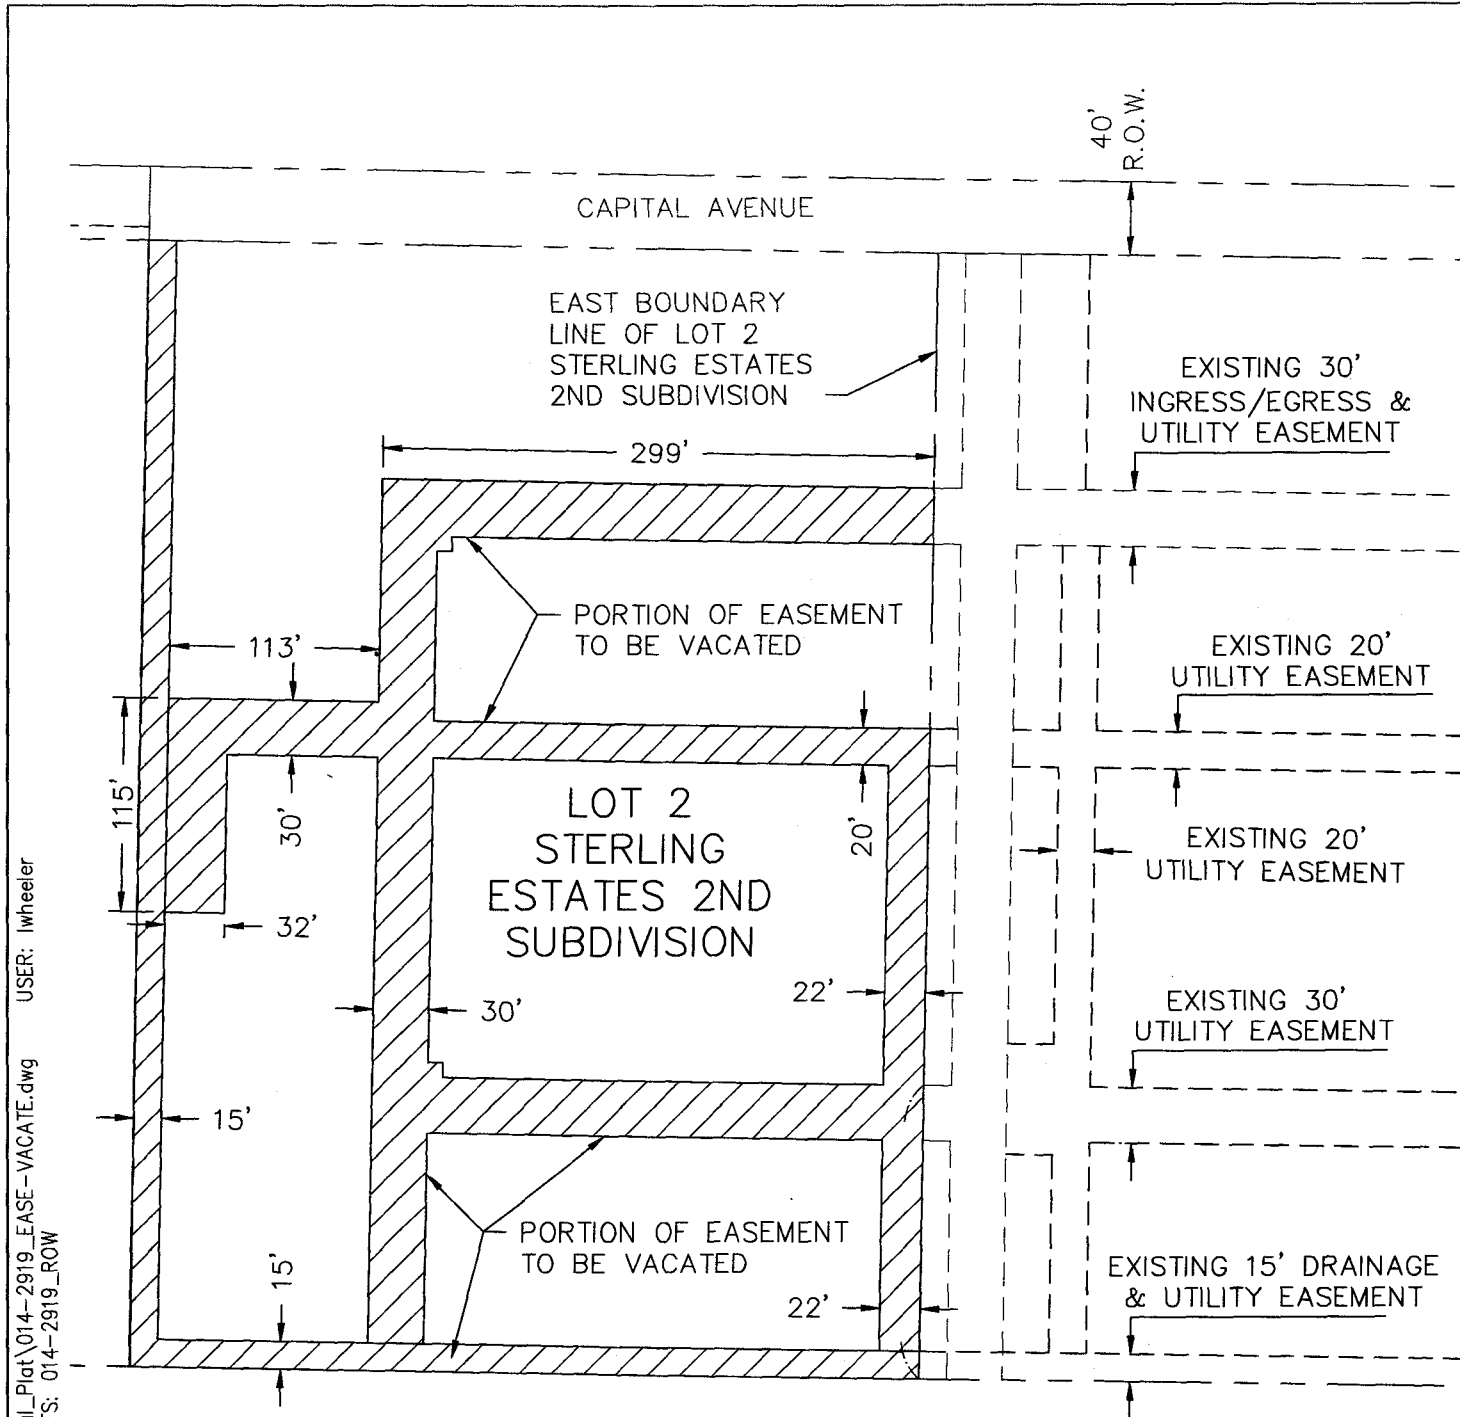 40'
R.O.W.
CAPITAL AVENUE
EAST BOUNDARY
LINE OF LOT 2
STERLING ESTATES
2ND SUBDIVISION
EXISTING 30'
INGRESS/EGRESS &
UTILITY EASEMENT
299'
PORTION OF EASEMENT
TO BE VACATED
113'
EXISTING 20'
UTILITY EASEMENT
115'
30'
LOT 2
STERLING
ESTATES 2ND
SUBDIVISION
20'
EXISTING 20'
UTILITY EASEMENT
32'
22'
30'
EXISTING 30'
UTILITY EASEMENT
15'
PORTION OF EASEMENT
TO BE VACATED
15'
22'
EXISTING 15' DRAINAGE
& UTILITY EASEMENT
_Plat\014-2919_EASE-VACATE.dwg USER: lwheeler
014-2919_ROW